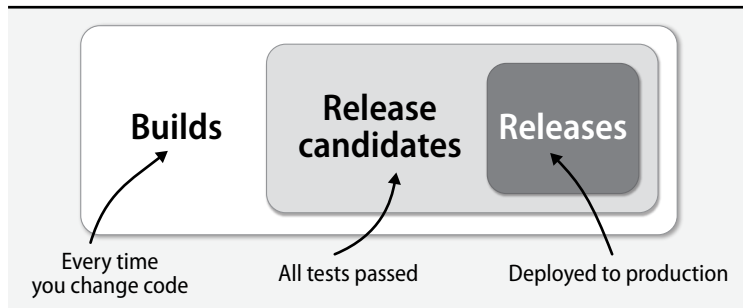 Builds
Release
candidates
Releases
Every time
you change code
All tests passed
Deployed to production